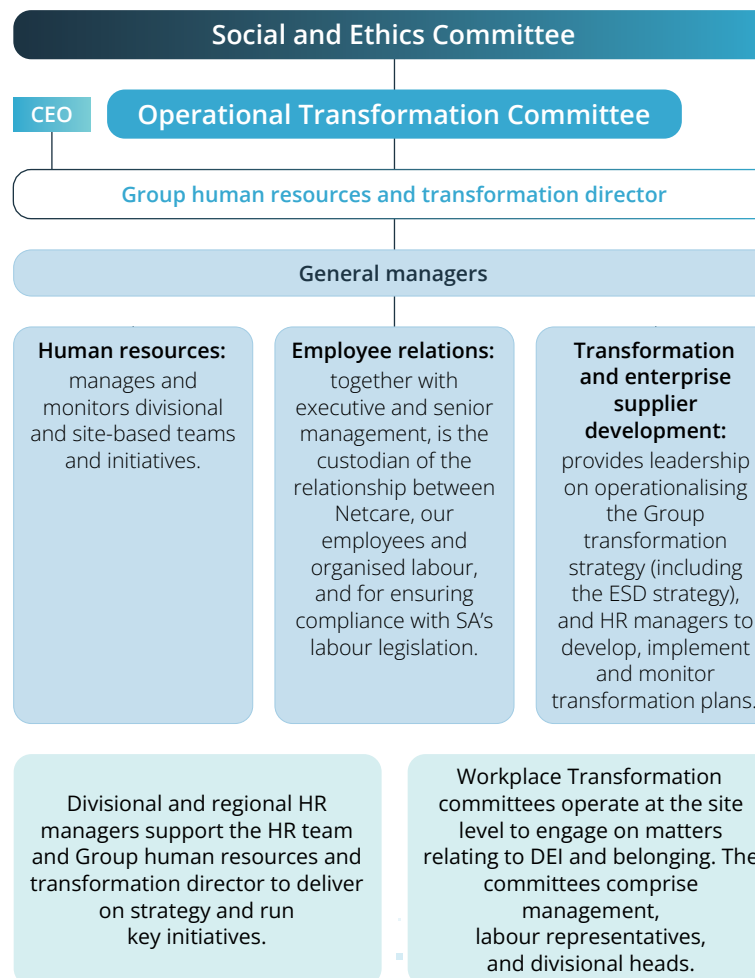 Social and Ethics Committee
CEO
Operational Transformation Committee
Group human resources and transformation director
General managers
Human resources:
manages and
monitors divisional
and site-based teams
and initiatives.
Employee relations:
together with
executive and senior
management, is the
custodian of the
relationship between
Netcare, our
employees and
organised labour,
and for ensuring
compliance with SA’s
labour legislation.
Transformation
and enterprise
supplier
development:
provides leadership
on operationalising
the Group
transformation
strategy (including
the ESD strategy),
and HR managers to
develop, implement
and monitor
transformation plans.
Divisional and regional HR
managers support the HR team
and Group human resources and
transformation director to deliver
on strategy and run
key initiatives.
Workplace Transformation
committees operate at the site
level to engage on matters
relating to DEI and belonging. The
committees comprise
management,
labour representatives,
and divisional heads.